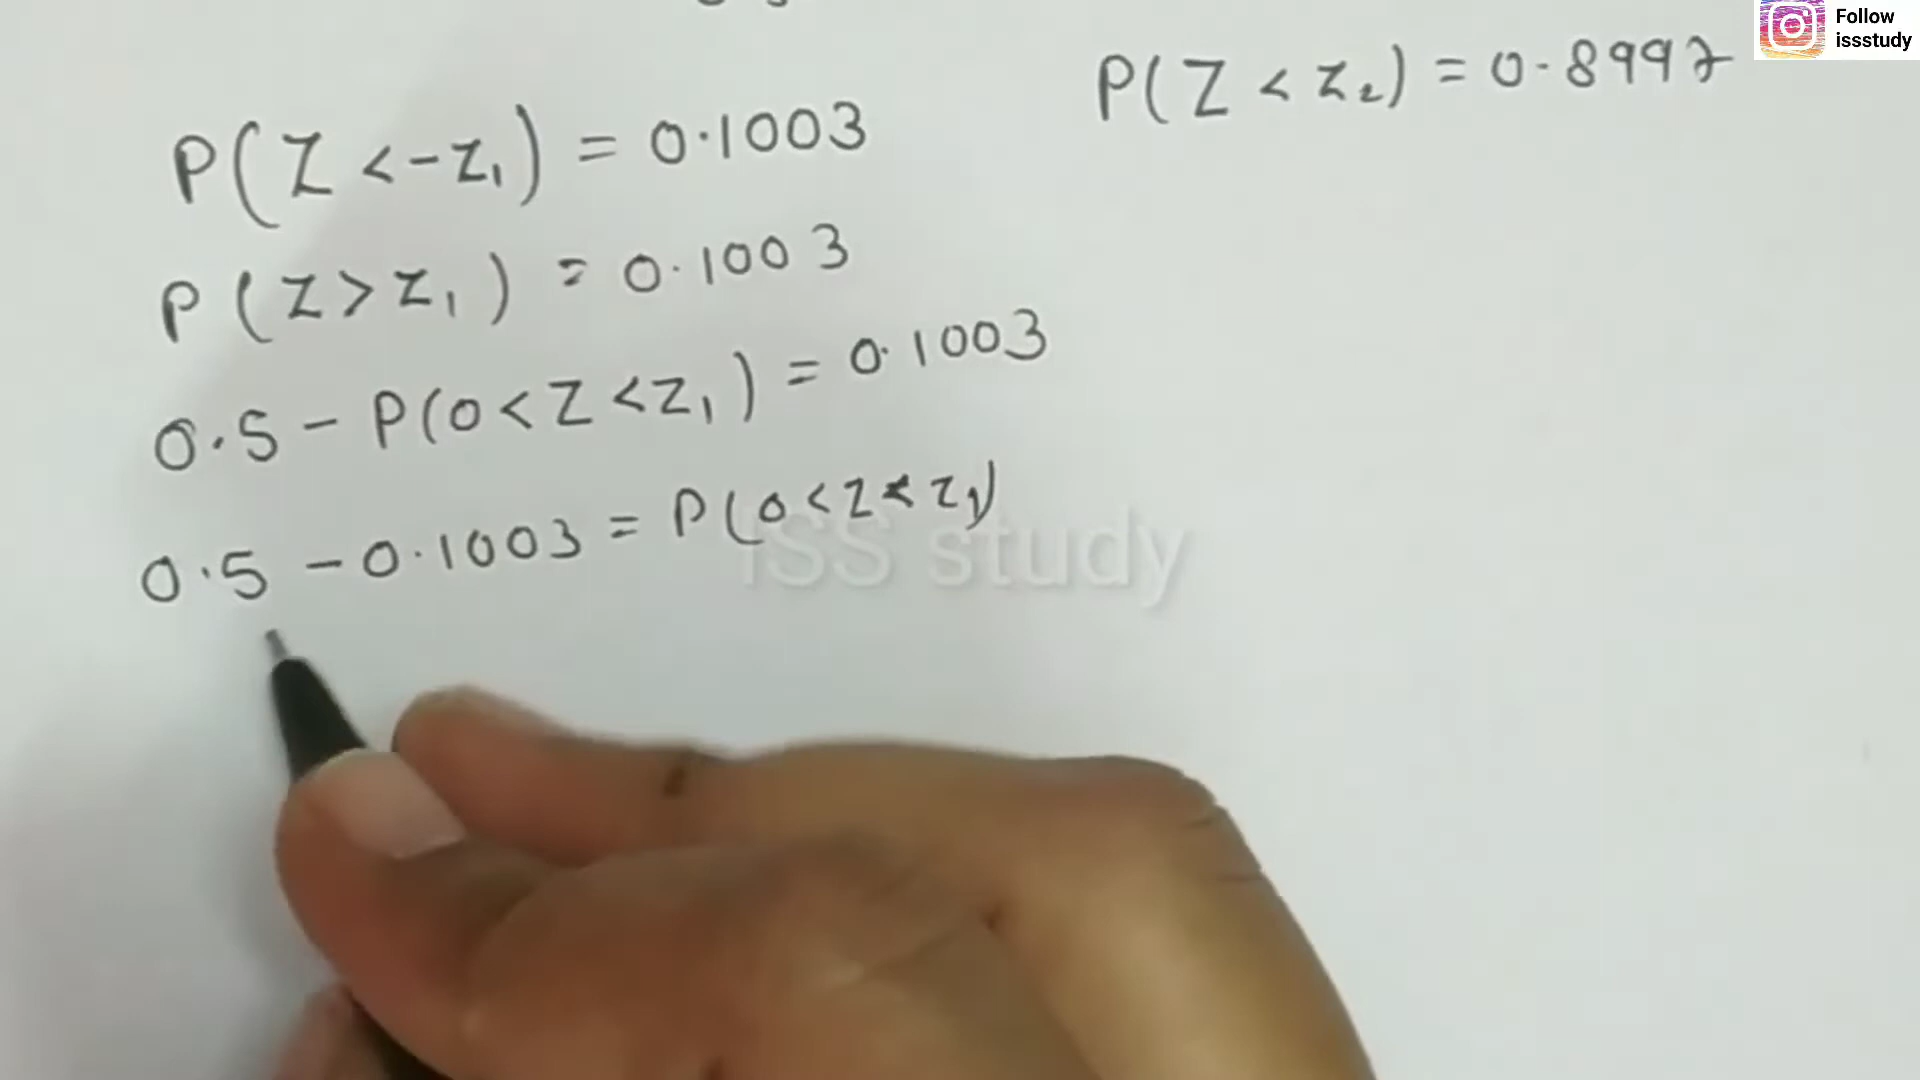 P(Z < -z₁) = 0.1003
P(Z > z₁) = 0.1003
0.5 - P(0 < Z < z₁) = 0.1003
0.5 - 0.1003 = P(0 < Z < z₁)
P(Z < z₂) = 0.8997
ISS study
Follow
issstudy